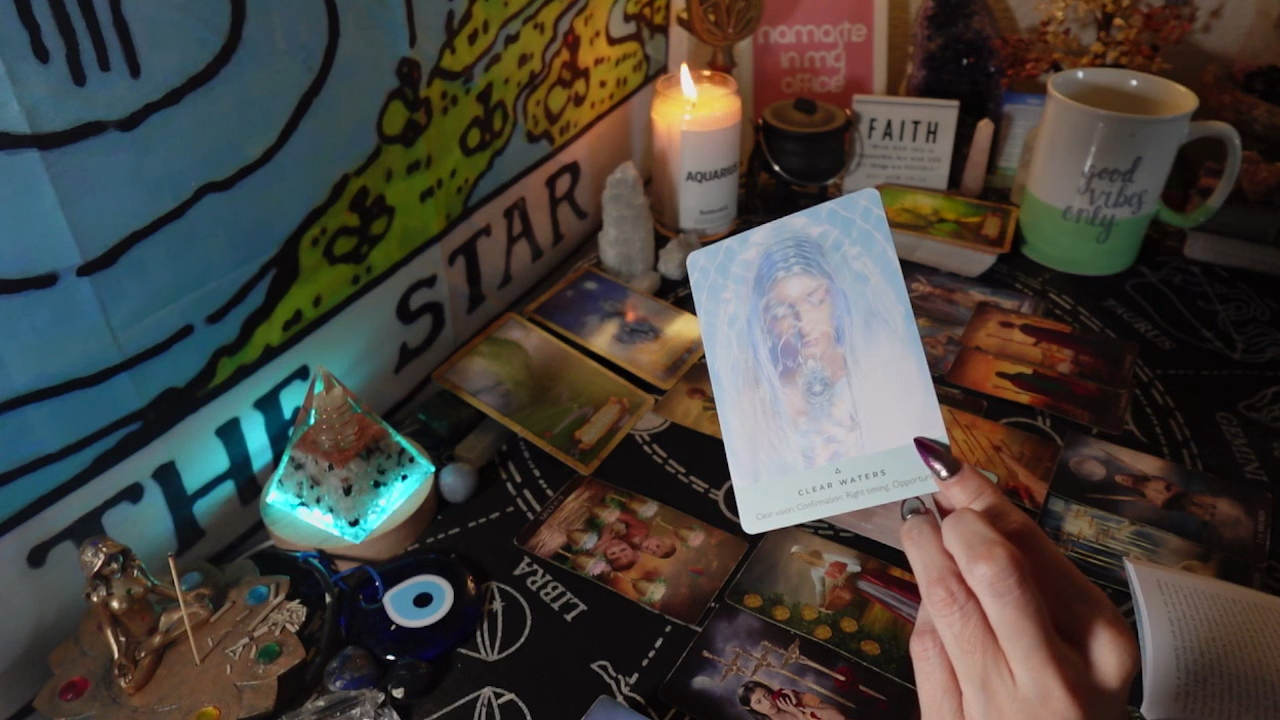 THE STAR
namaste
in my
office
AQUARIUS
FAITH
good
vibes
only
TAURUS
GEMINI
LIBRA
CLEAR WATERS
Clear vision. Confirmation. Right timing. Opportun